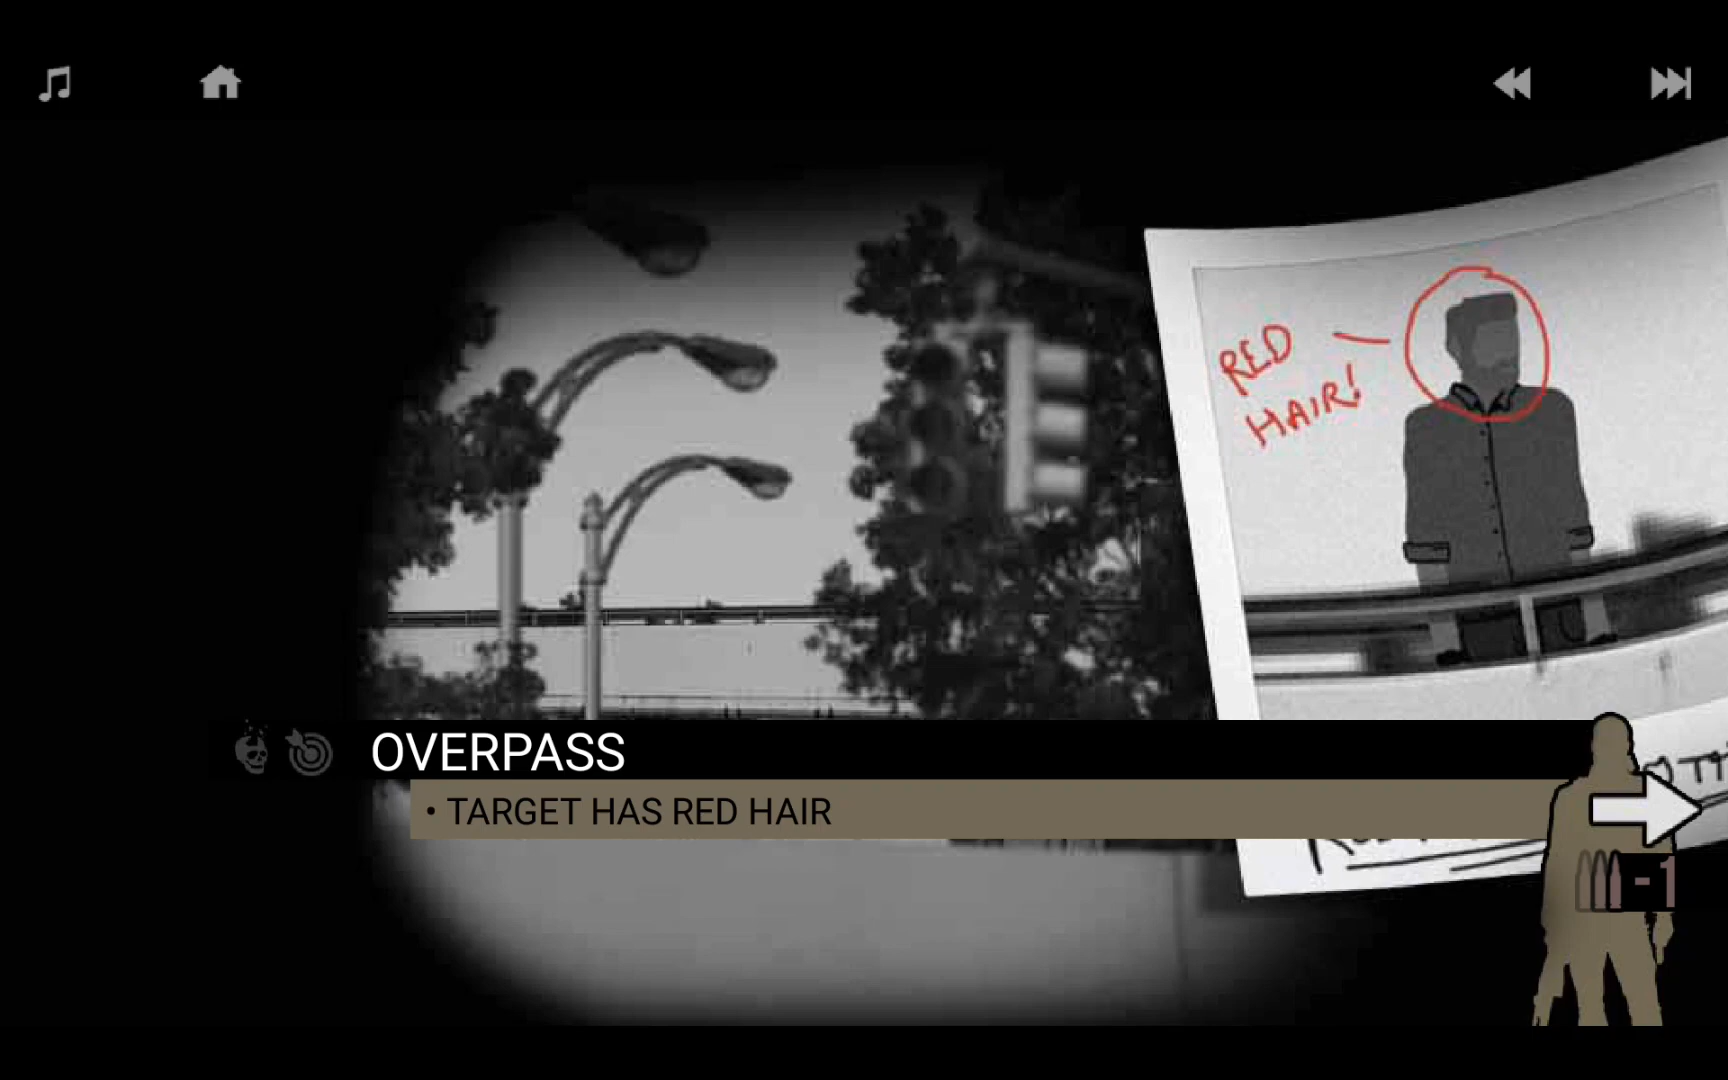 RED
HAIR!
OVERPASS
• TARGET HAS RED HAIR
-1